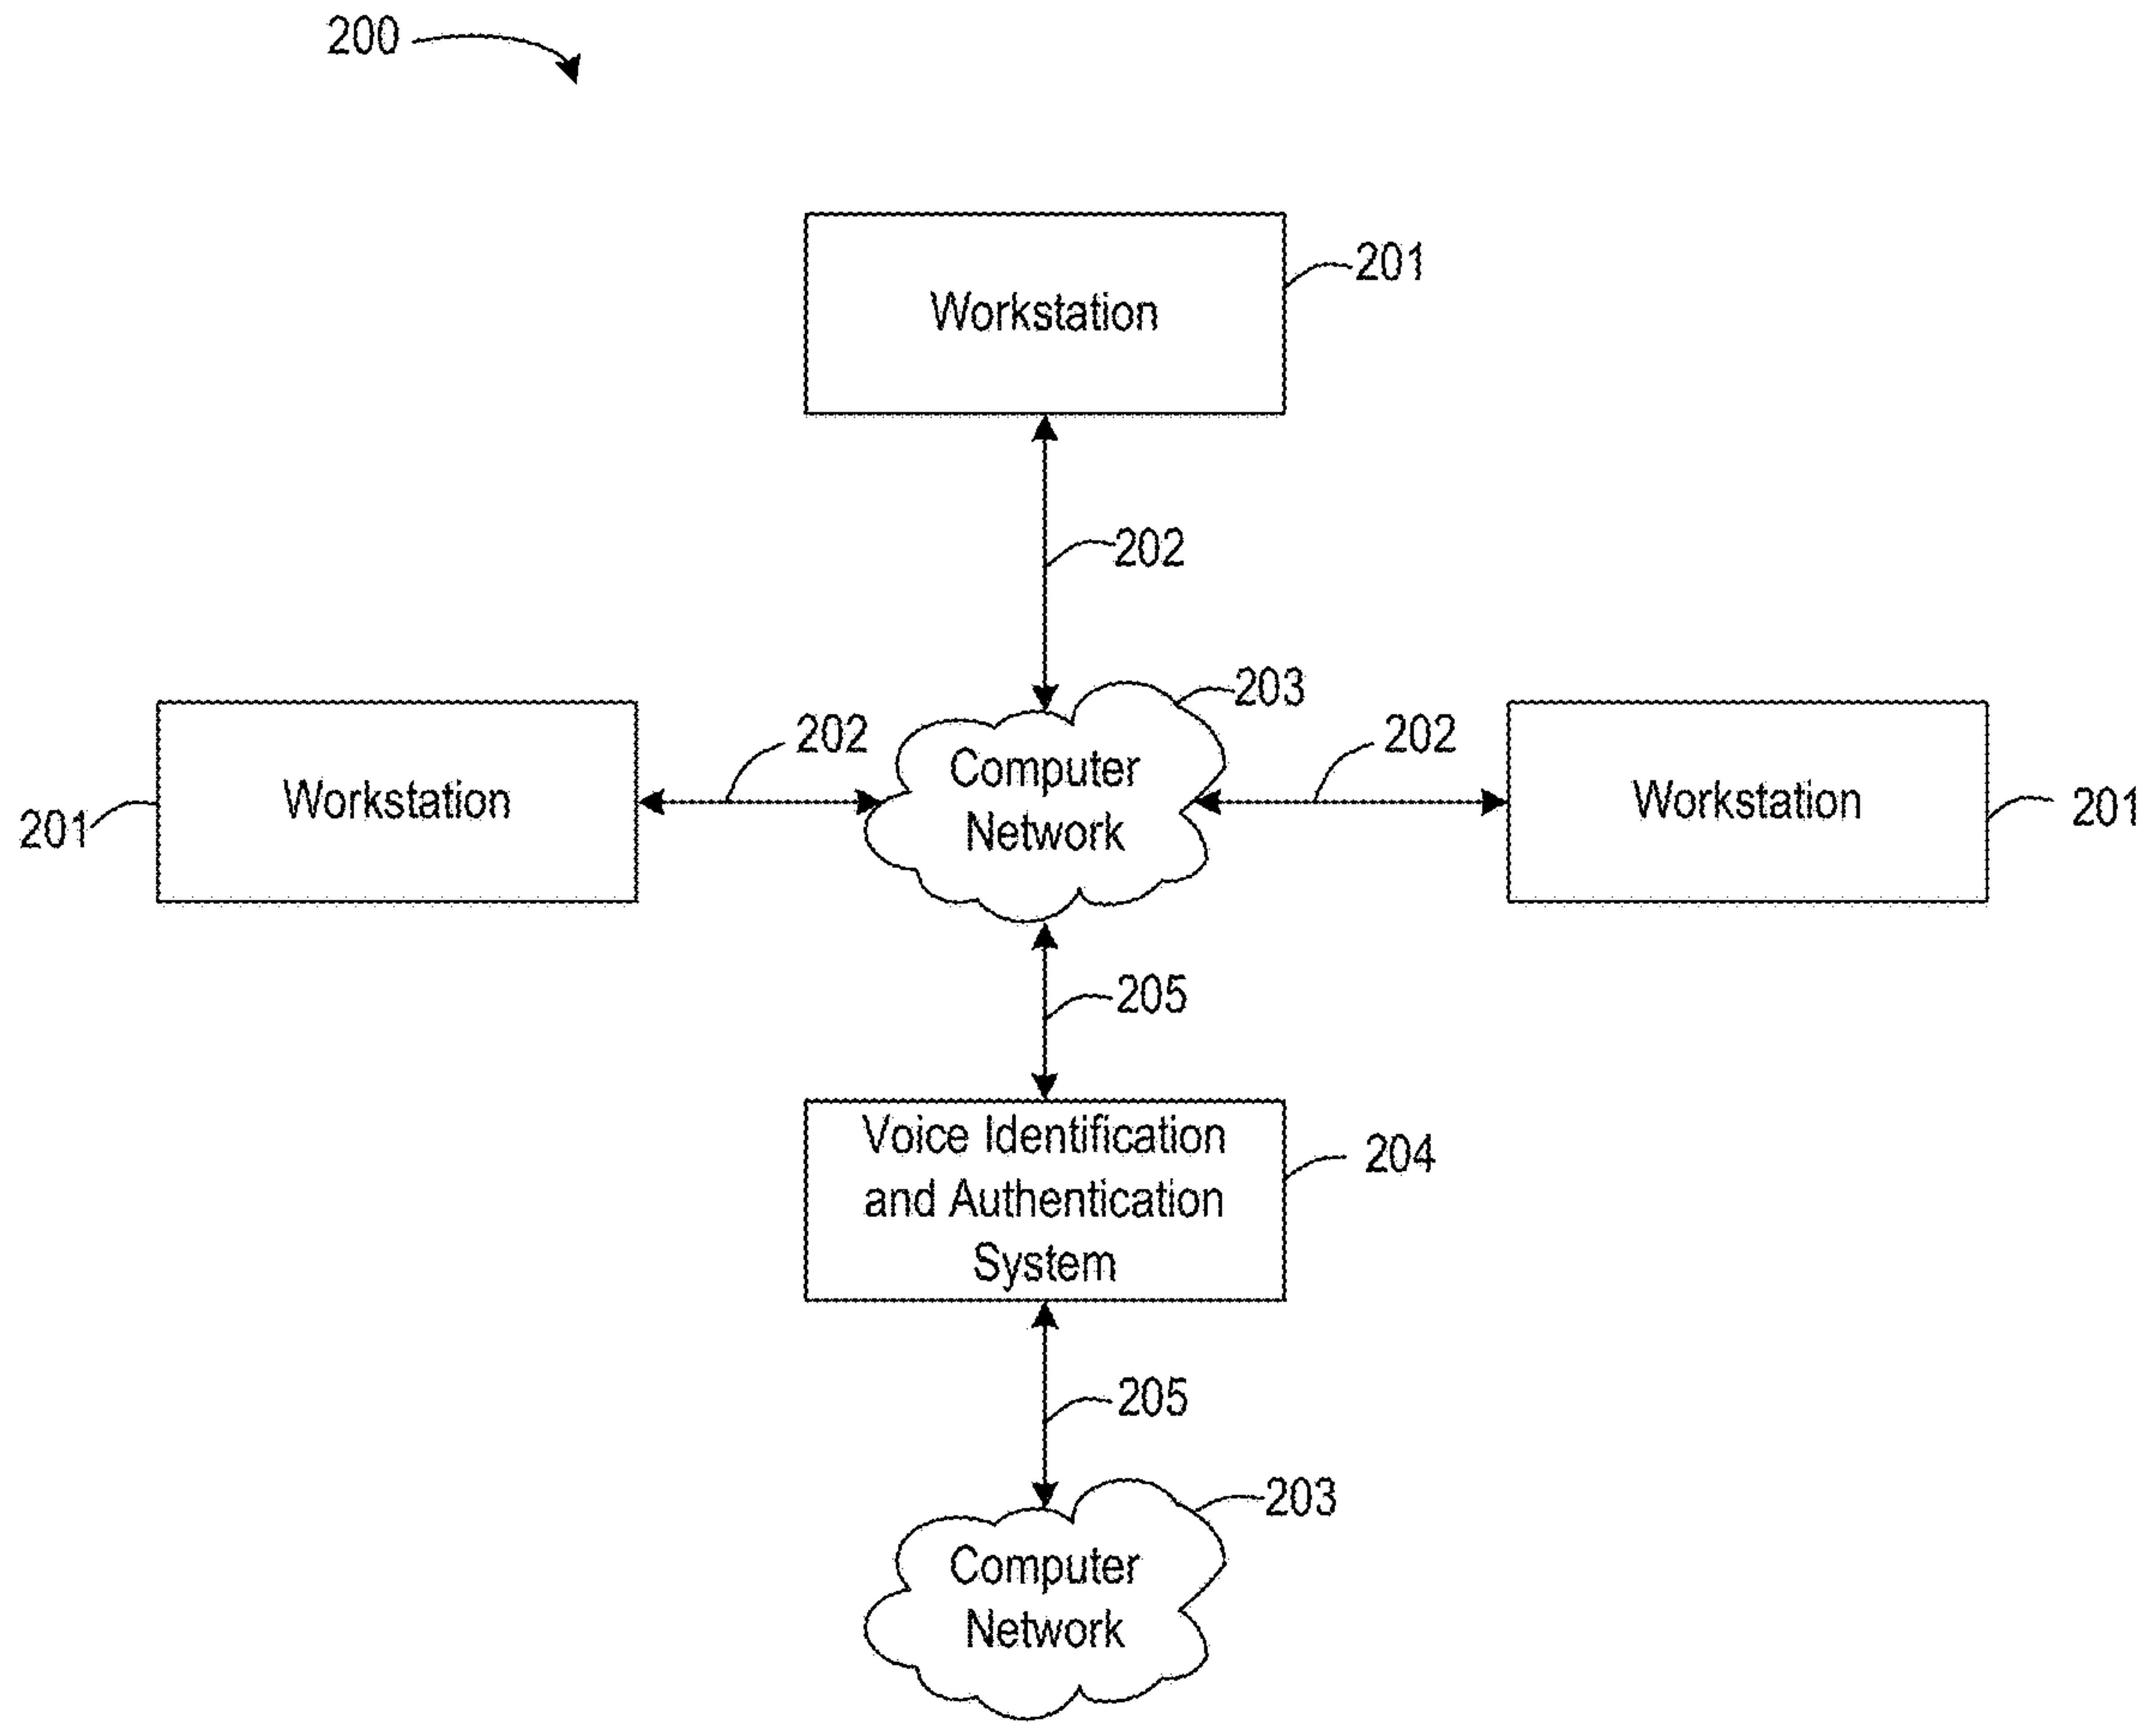 200
Workstation
201
202
203
Workstation
201
202
Computer
Network
202
Workstation
201
205
Voice Identification
and Authentication
System
204
205
203
Computer
Network